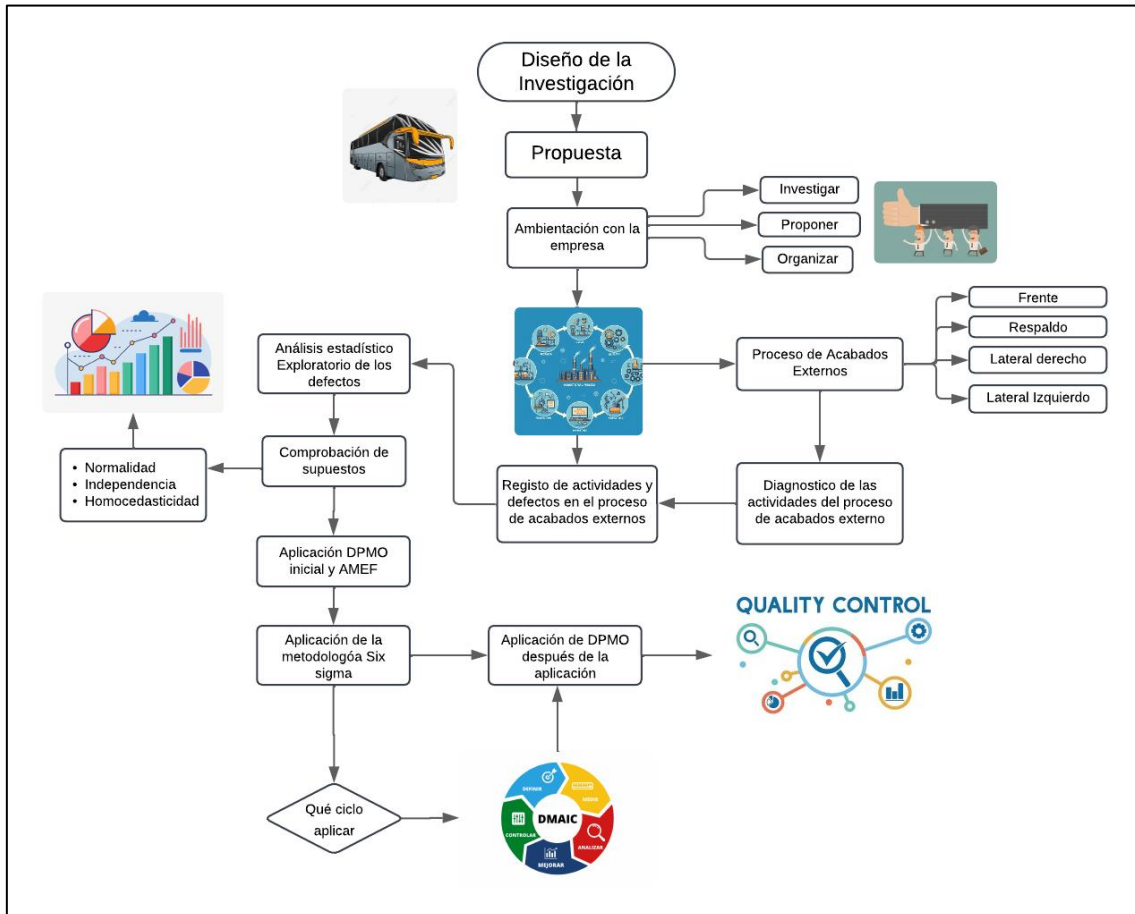 Diseño de la
Investigación
Propuesta
Ambientación con la
empresa
Investigar
Proponer
Organizar
Proceso de Acabados
Externos
Frente
Respaldo
Lateral derecho
Lateral Izquierdo
Análisis estadístico
Exploratorio de los
defectos
Comprobación de
supuestos
• Normalidad
• Independencia
• Homocedasticidad
Registo de actividades y
defectos en el proceso
de acabados externos
Diagnostico de las
actividades del proceso
de acabados externo
Aplicación DPMO
inicial y AMEF
Aplicación de la
metodologóa Six
sigma
Aplicación de DPMO
después de la
aplicación
QUALITY CONTROL
Qué ciclo
aplicar
DMAIC
CONTROLAR
ANALIZAR
MEJORAR